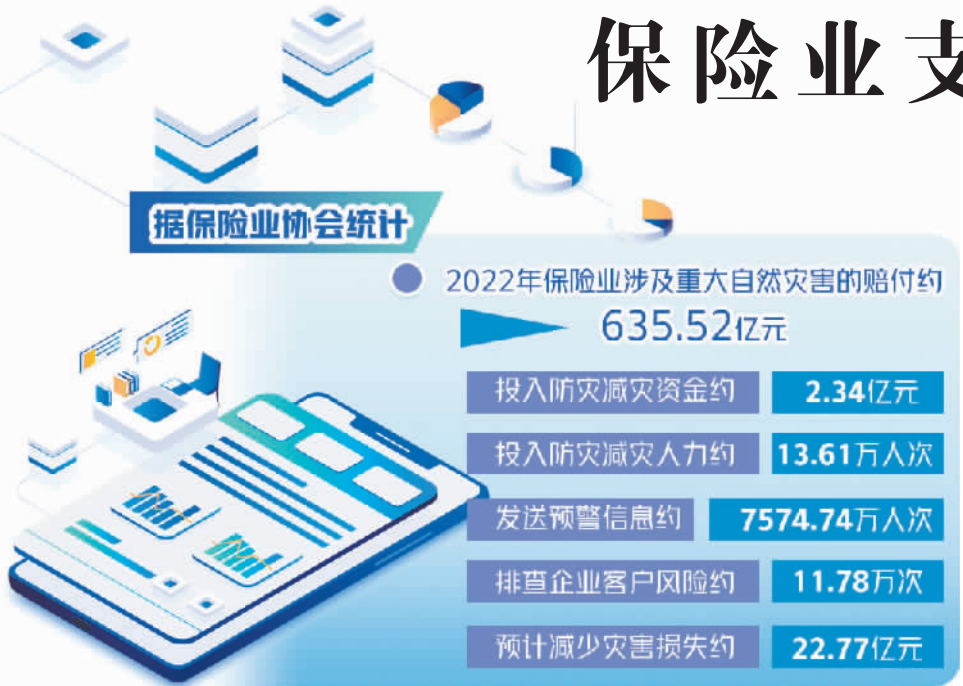 保险业支
据保险业协会统计
2022年保险业涉及重大自然灾害的赔付约
635.52亿元
投入防灾减灾资金约 2.34亿元
投入防灾减灾人力约 13.61万人次
发送预警信息约 7574.74万人次
排查企业客户风险约 11.78万次
预计减少灾害损失约 22.77亿元